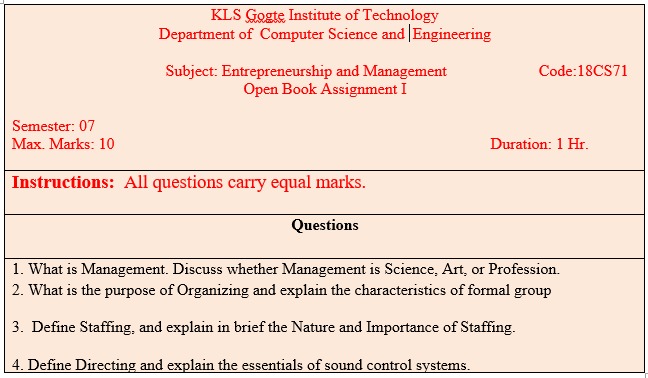 KLS Gogte Institute of Technology
Department of Computer Science and Engineering
Subject: Entrepreneurship and Management Code:18CS71
Open Book Assignment I
Semester: 07
Max. Marks: 10 Duration: 1 Hr.
Instructions: All questions carry equal marks.
Questions
1. What is Management. Discuss whether Management is Science, Art, or Profession.
2. What is the purpose of Organizing and explain the characteristics of formal group
3. Define Staffing, and explain in brief the Nature and Importance of Staffing.
4. Define Directing and explain the essentials of sound control systems.